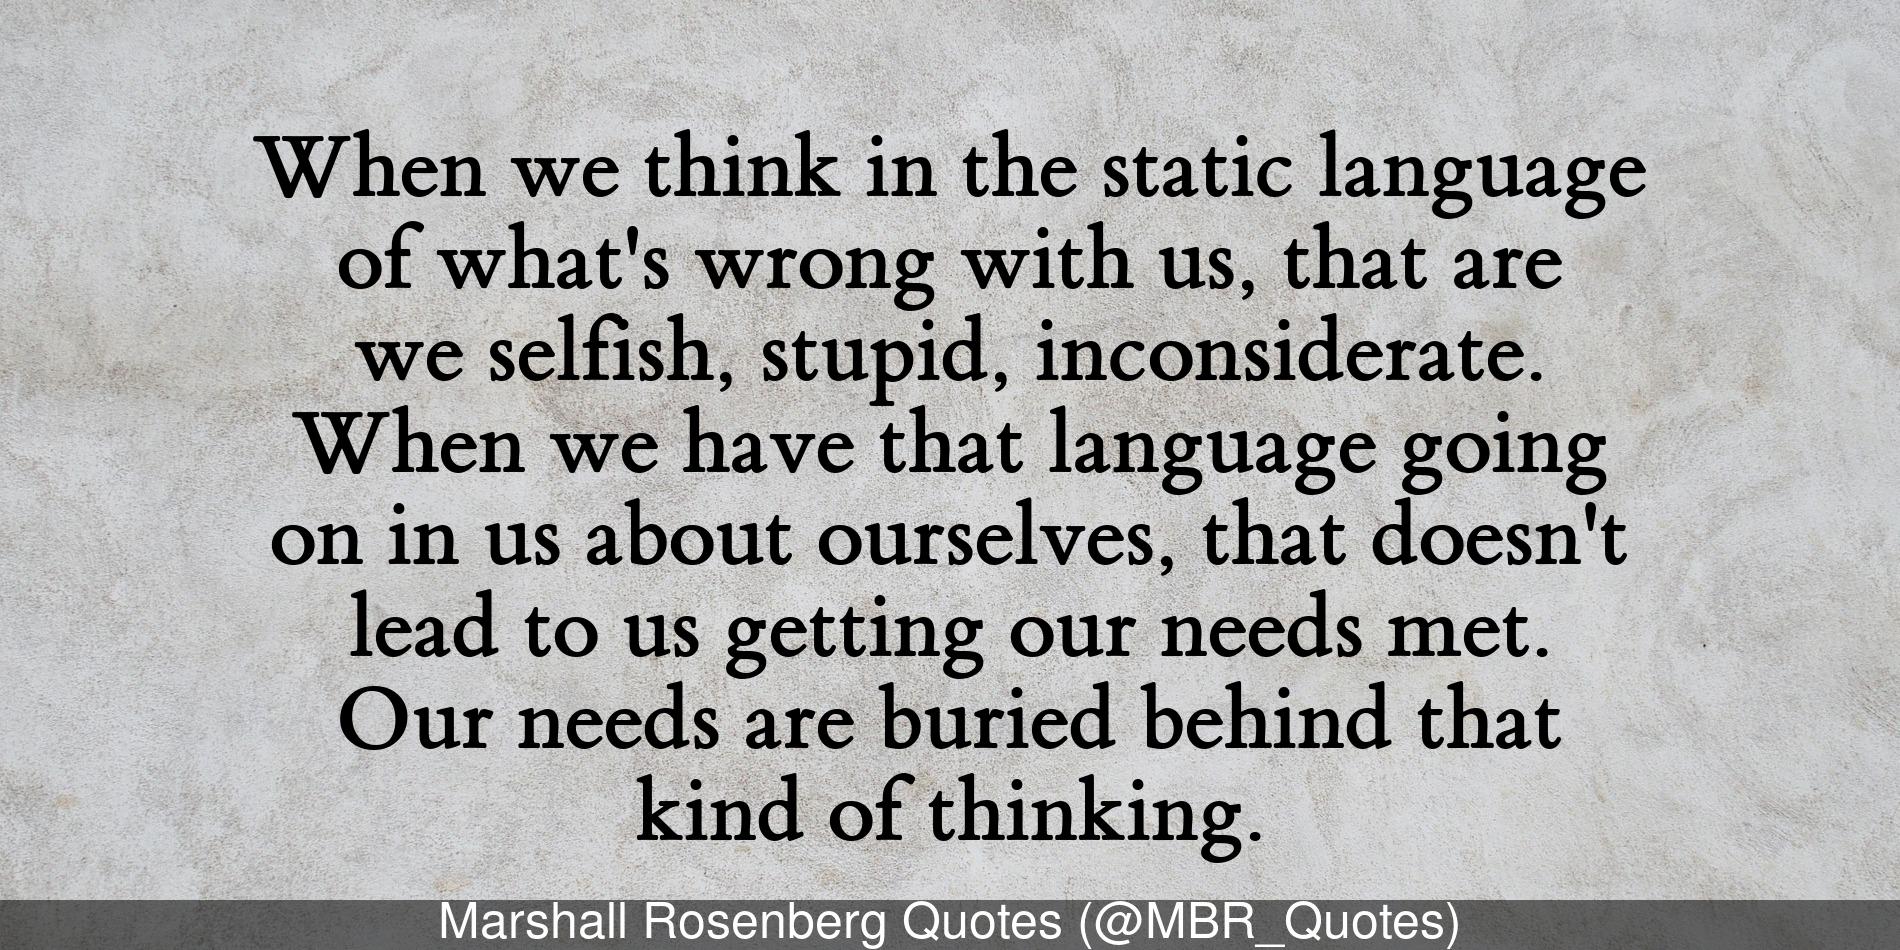 When we think in the static language
of what's wrong with us, that are
we selfish, stupid, inconsiderate.
When we have that language going
on in us about ourselves, that doesn't
lead to us getting our needs met.
Our needs are buried behind that
kind of thinking.
Marshall Rosenberg Quotes (@MBR_Quotes)